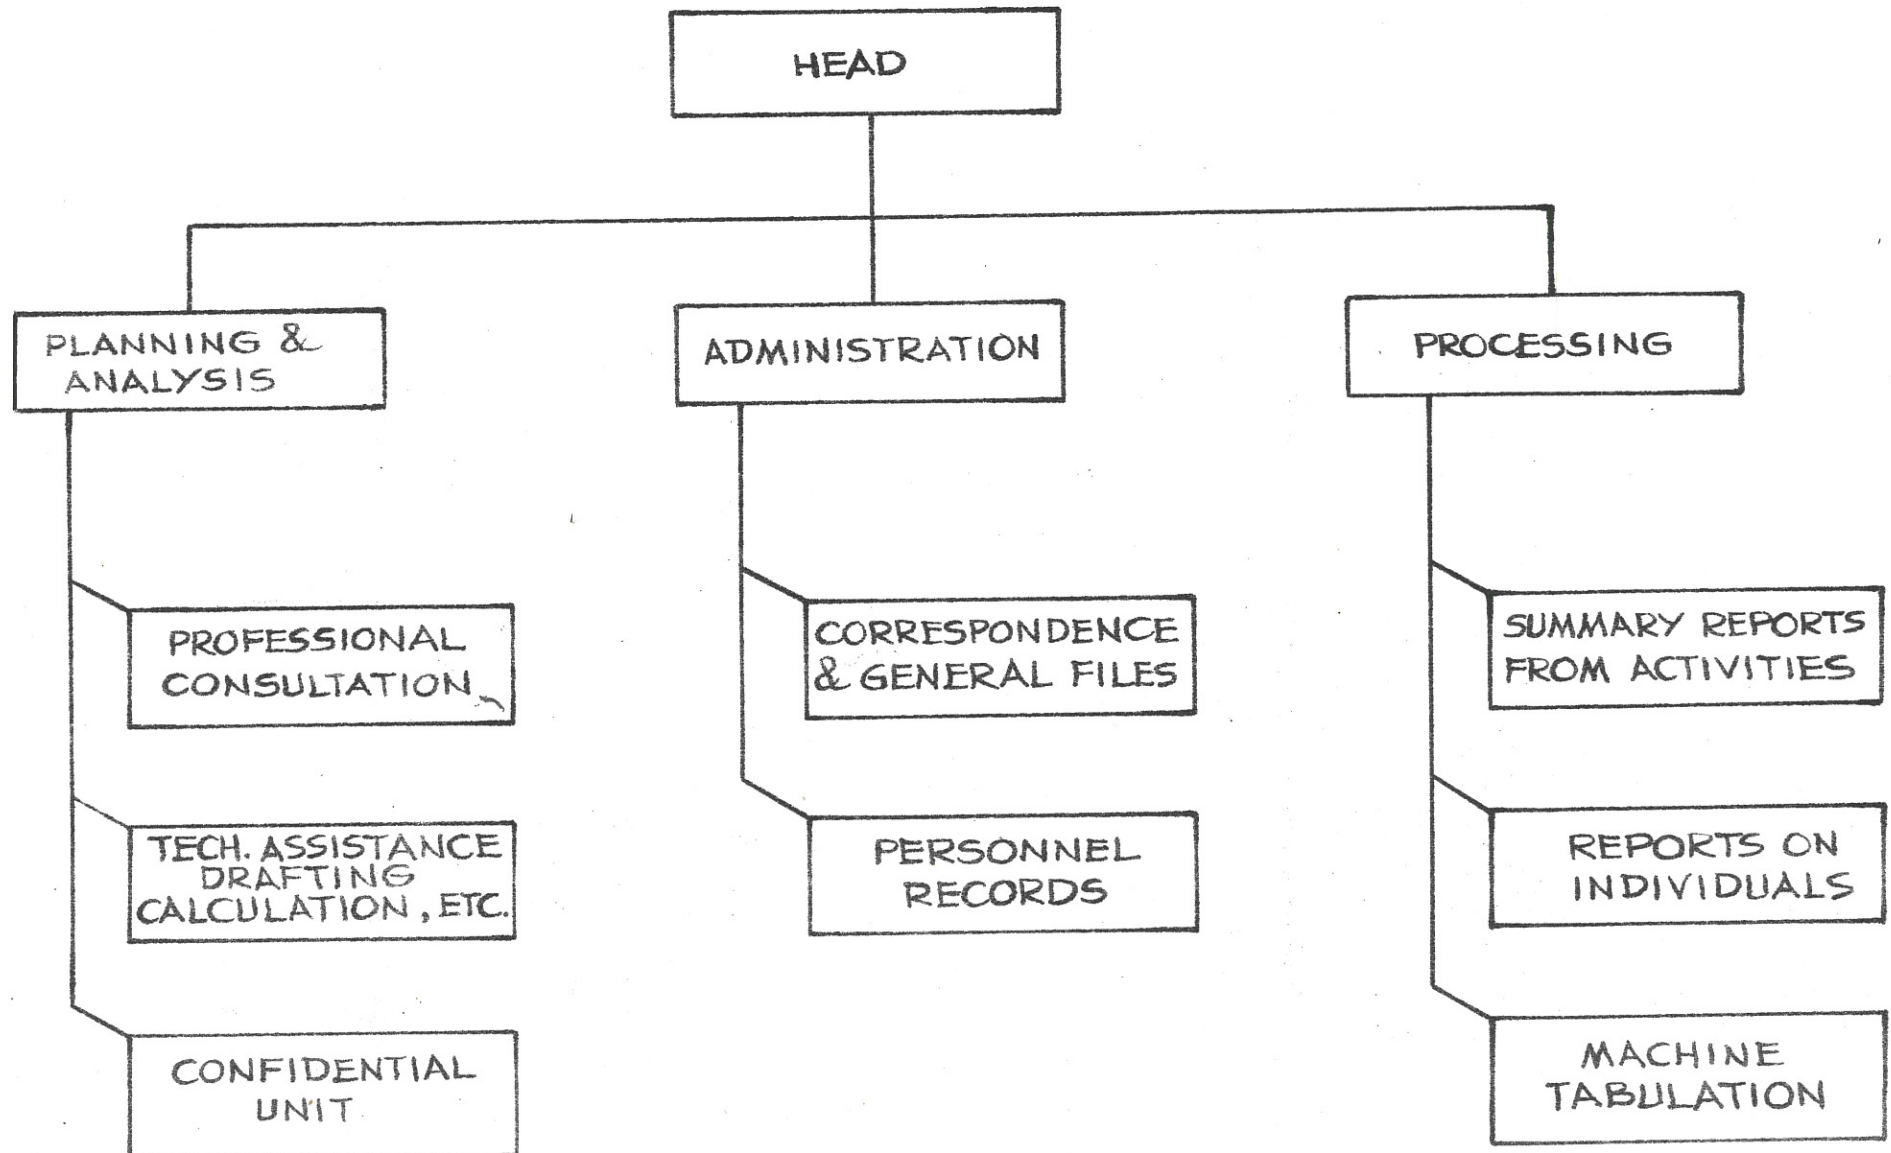 HEAD
PLANNING &
ANALYSIS
ADMINISTRATION
PROCESSING
PROFESSIONAL
CONSULTATION
TECH. ASSISTANCE
DRAFTING
CALCULATION, ETC.
CONFIDENTIAL
UNIT
CORRESPONDENCE
& GENERAL FILES
PERSONNEL
RECORDS
SUMMARY REPORTS
FROM ACTIVITIES
REPORTS ON
INDIVIDUALS
MACHINE
TABULATION